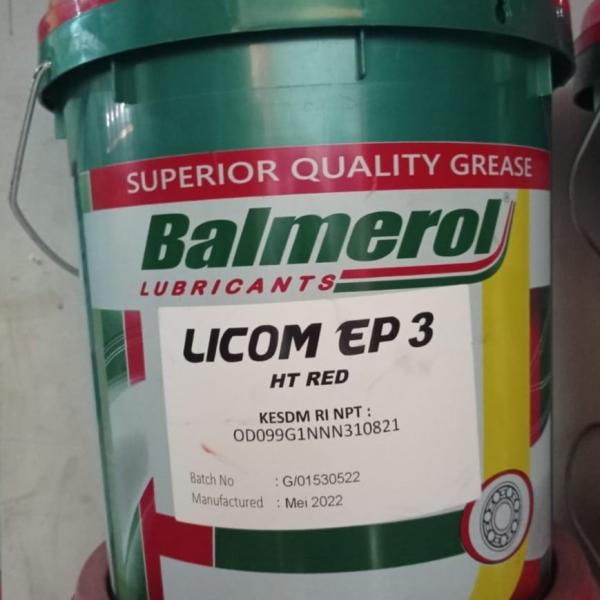 SUPERIOR QUALITY GREASE
Balmerol®
LUBRICANTS
LICOM EP 3
HT RED
KESDM RI NPT :
OD099G1NNN310821
Batch No : G/01530522
Manufactured : Mei 2022